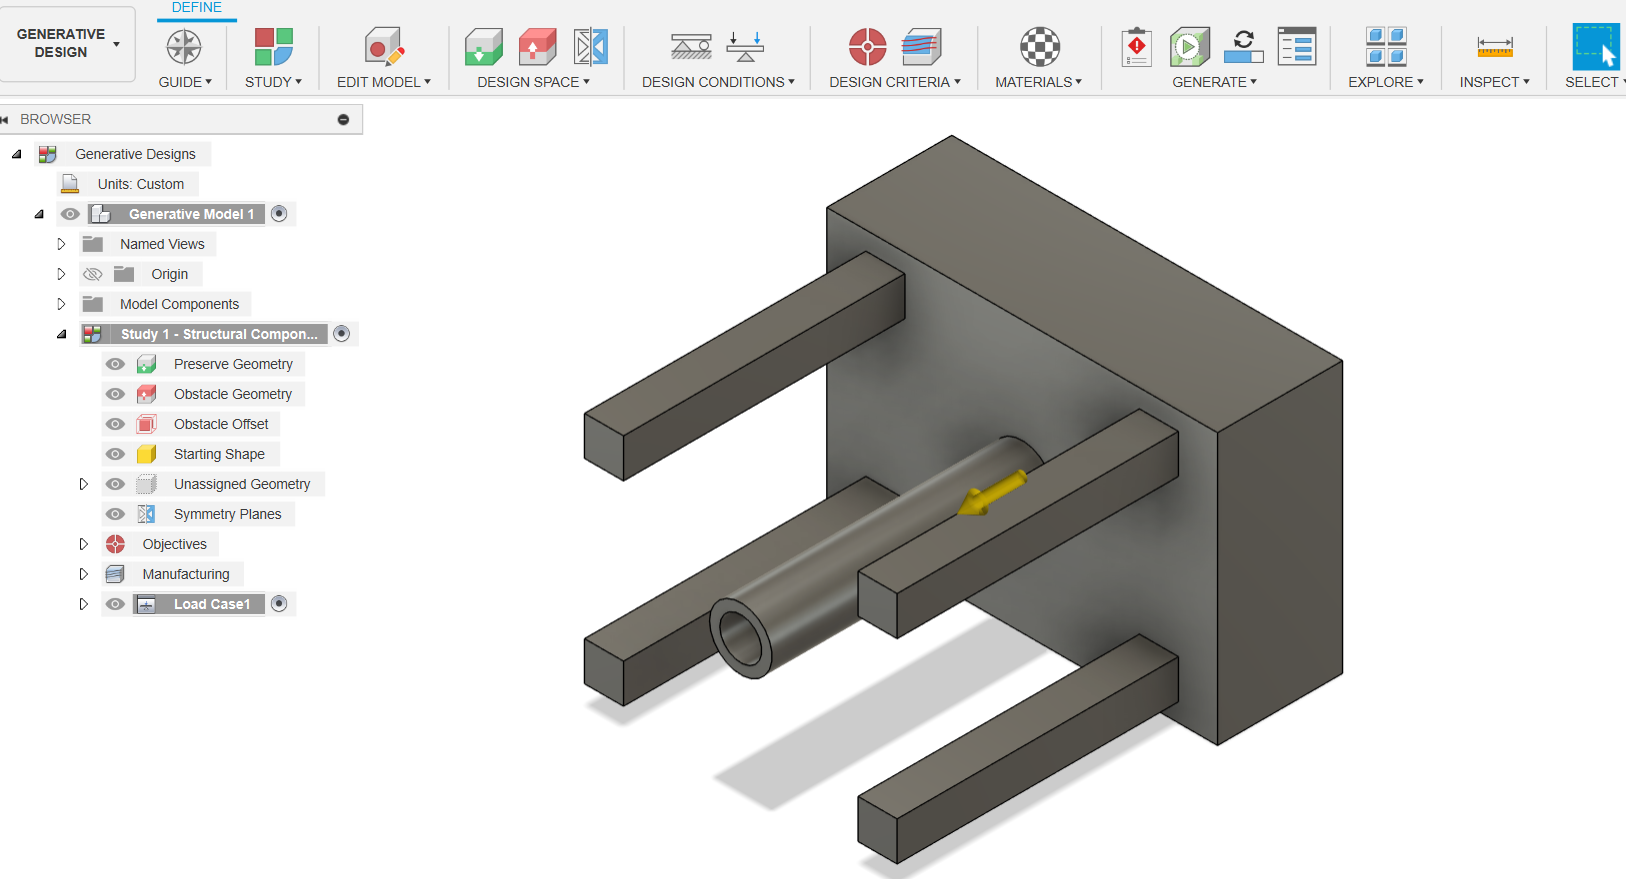 DEFINE
GENERATIVE
DESIGN
GUIDE
STUDY
EDIT MODEL
DESIGN SPACE
DESIGN CONDITIONS
DESIGN CRITERIA
MATERIALS
GENERATE
EXPLORE
INSPECT
SELECT
BROWSER
Generative Designs
Units: Custom
Generative Model 1
Named Views
Origin
Model Components
Study 1 - Structural Compon...
Preserve Geometry
Obstacle Geometry
Obstacle Offset
Starting Shape
Unassigned Geometry
Symmetry Planes
Objectives
Manufacturing
Load Case1